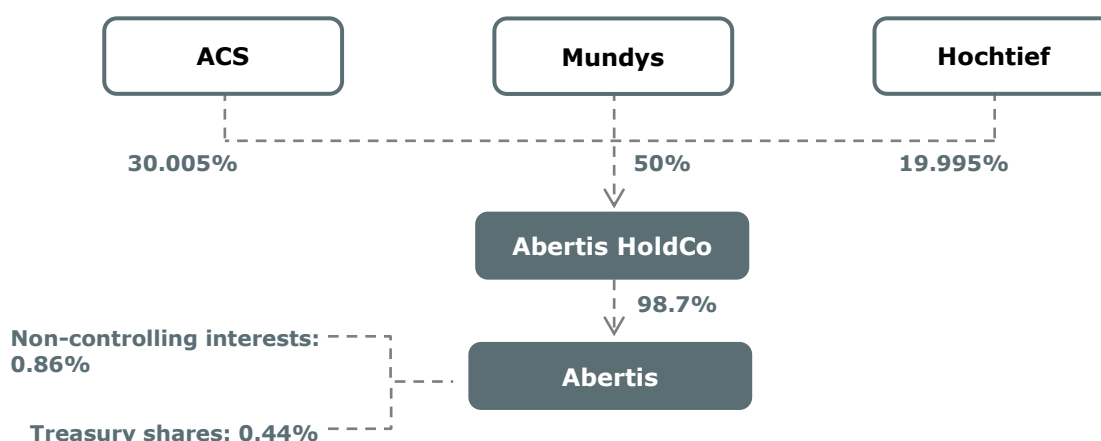 ACS
Mundys
Hochtief
30.005%
50%
19.995%
Abertis HoldCo
98.7%
Non-controlling interests:
0.86%
Abertis
Treasury shares: 0.44%